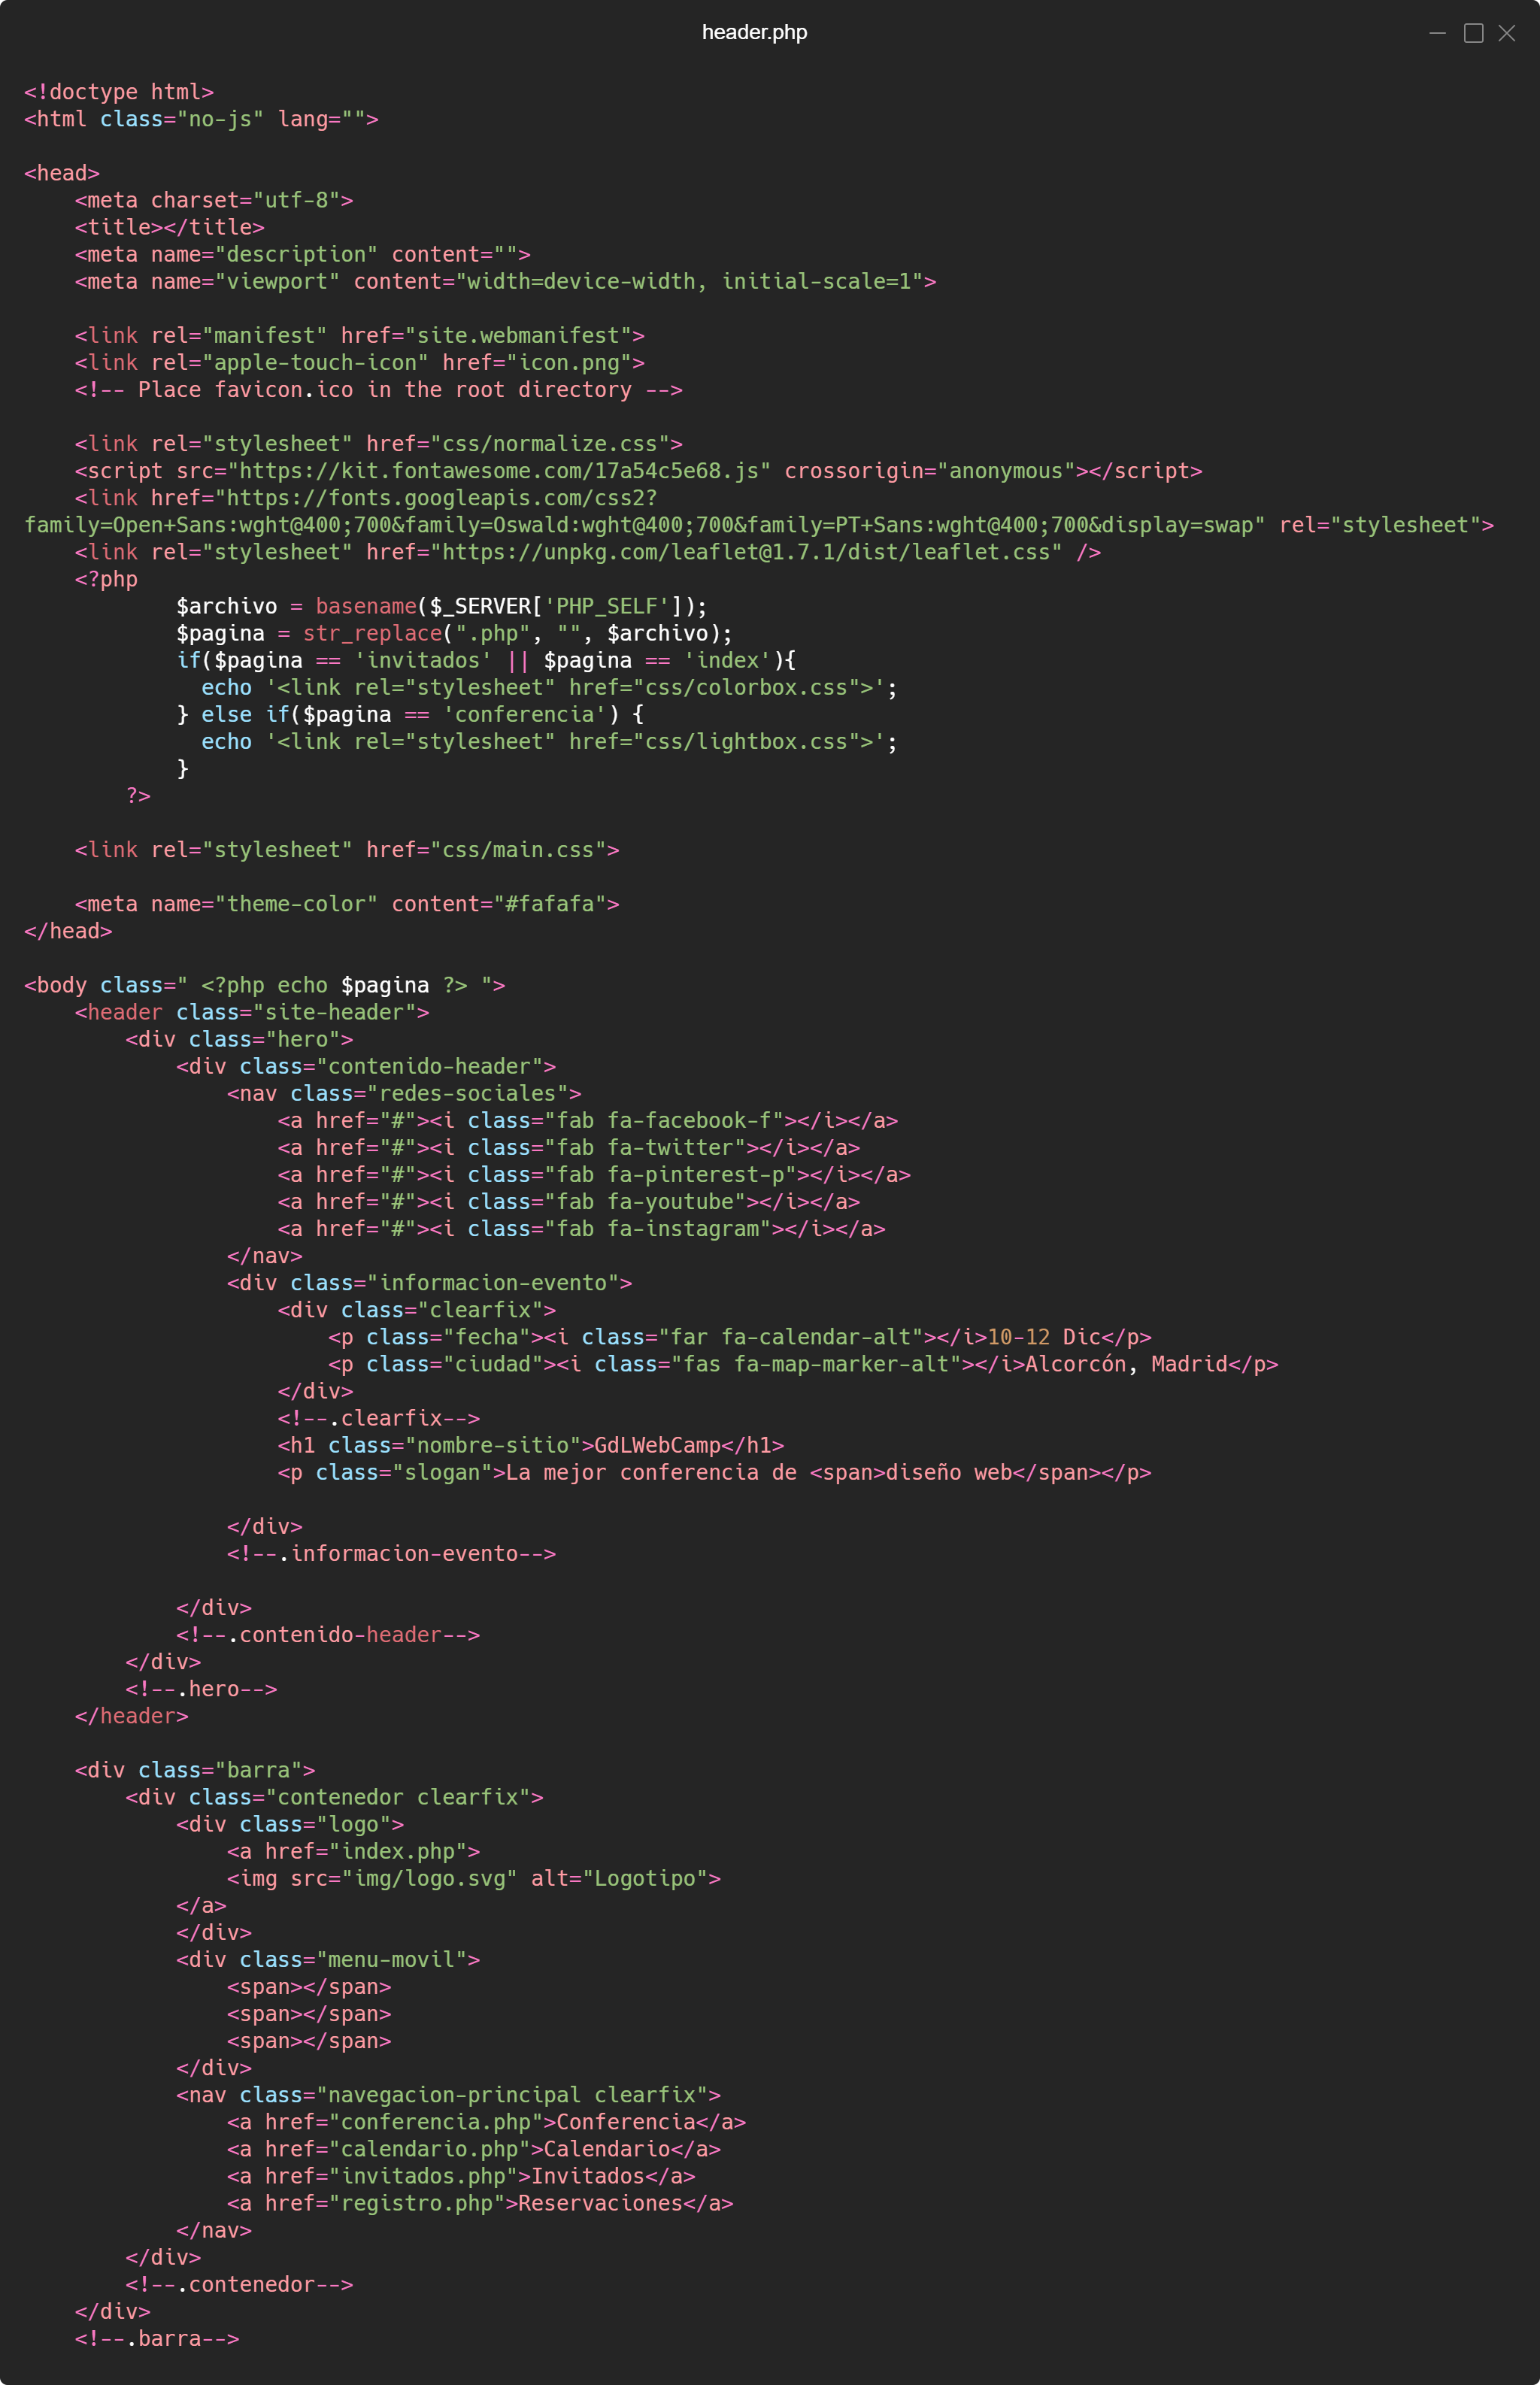 header.php
<!doctype html>
<html class="no-js" lang="">

<head>
    <meta charset="utf-8">
    <title></title>
    <meta name="description" content="">
    <meta name="viewport" content="width=device-width, initial-scale=1">

    <link rel="manifest" href="site.webmanifest">
    <link rel="apple-touch-icon" href="icon.png">
    <!-- Place favicon.ico in the root directory -->

    <link rel="stylesheet" href="css/normalize.css">
    <script src="https://kit.fontawesome.com/17a54c5e68.js" crossorigin="anonymous"></script>
    <link href="https://fonts.googleapis.com/css2?
family=Open+Sans:wght@400;700&family=Oswald:wght@400;700&family=PT+Sans:wght@400;700&display=swap" rel="stylesheet">
    <link rel="stylesheet" href="https://unpkg.com/leaflet@1.7.1/dist/leaflet.css" />
    <?php
            $archivo = basename($_SERVER['PHP_SELF']);
            $pagina = str_replace(".php", "", $archivo);
            if($pagina == 'invitados' || $pagina == 'index'){
              echo '<link rel="stylesheet" href="css/colorbox.css">';
            } else if($pagina == 'conferencia') {
              echo '<link rel="stylesheet" href="css/lightbox.css">';
            }
        ?>

    <link rel="stylesheet" href="css/main.css">

    <meta name="theme-color" content="#fafafa">
</head>

<body class=" <?php echo $pagina ?> ">
    <header class="site-header">
        <div class="hero">
            <div class="contenido-header">
                <nav class="redes-sociales">
                    <a href="#"><i class="fab fa-facebook-f"></i></a>
                    <a href="#"><i class="fab fa-twitter"></i></a>
                    <a href="#"><i class="fab fa-pinterest-p"></i></a>
                    <a href="#"><i class="fab fa-youtube"></i></a>
                    <a href="#"><i class="fab fa-instagram"></i></a>
                </nav>
                <div class="informacion-evento">
                    <div class="clearfix">
                        <p class="fecha"><i class="far fa-calendar-alt"></i>10-12 Dic</p>
                        <p class="ciudad"><i class="fas fa-map-marker-alt"></i>Alcorcón, Madrid</p>
                    </div>
                    <!--.clearfix-->
                    <h1 class="nombre-sitio">GdLWebCamp</h1>
                    <p class="slogan">La mejor conferencia de <span>diseño web</span></p>

                </div>
                <!--.informacion-evento-->

            </div>
            <!--.contenido-header-->
        </div>
        <!--.hero-->
    </header>

    <div class="barra">
        <div class="contenedor clearfix">
            <div class="logo">
                <a href="index.php">
                <img src="img/logo.svg" alt="Logotipo">
            </a>
            </div>
            <div class="menu-movil">
                <span></span>
                <span></span>
                <span></span>
            </div>
            <nav class="navegacion-principal clearfix">
                <a href="conferencia.php">Conferencia</a>
                <a href="calendario.php">Calendario</a>
                <a href="invitados.php">Invitados</a>
                <a href="registro.php">Reservaciones</a>
            </nav>
        </div>
        <!--.contenedor-->
    </div>
    <!--.barra-->